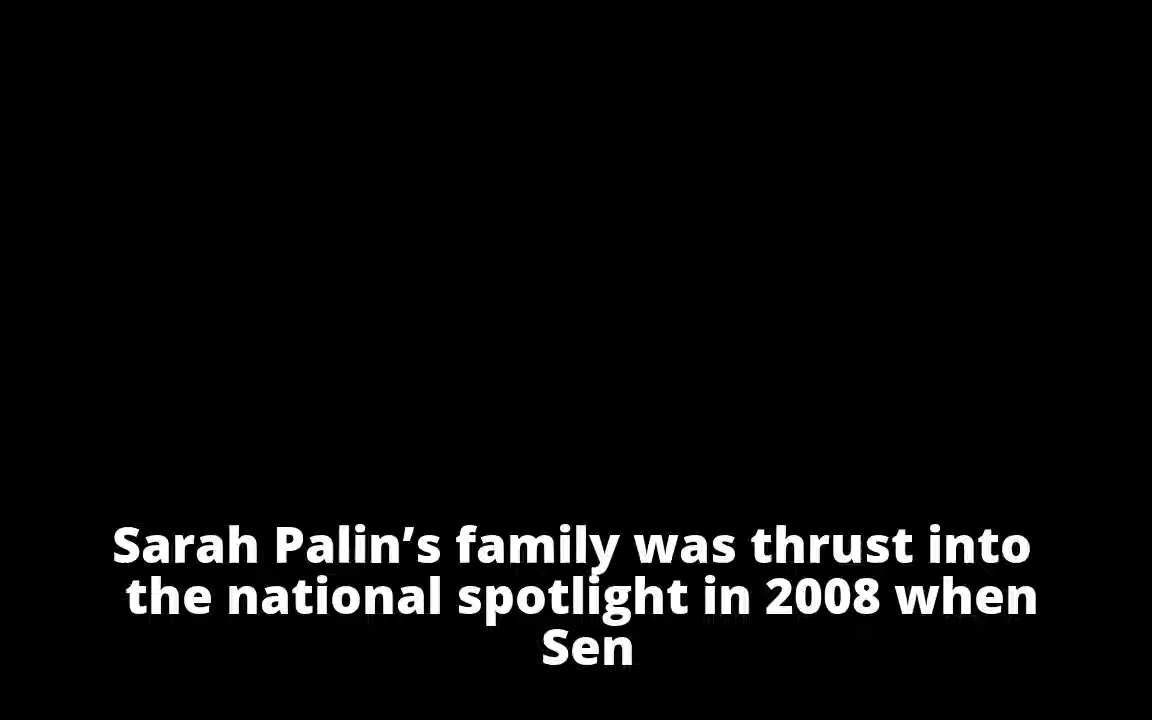 Sarah Palin’s family was thrust into
the national spotlight in 2008 when
Sen